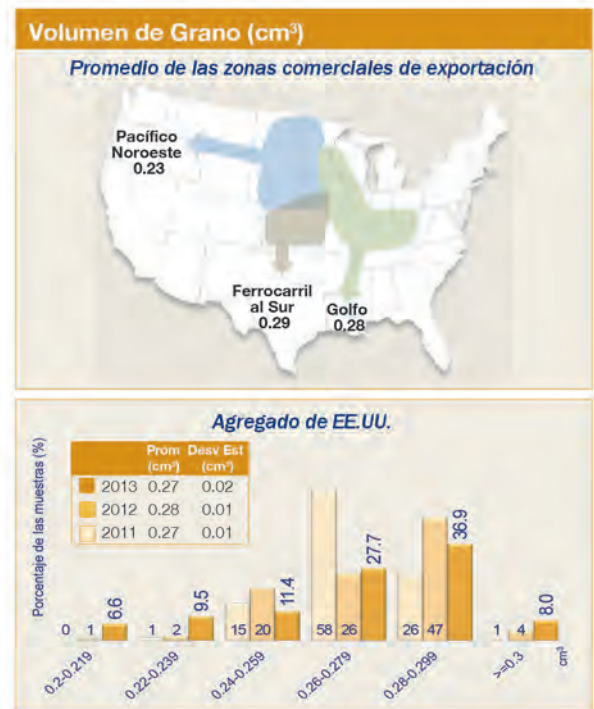 Volumen de Grano (cm³)
Promedio de las zonas comerciales de exportación
Pacífico
Noroeste
0.23
Ferrocarril
al Sur
0.29
Golfo
0.28
Agregado de EE.UU.
Porcentaje de las muestras (%)
Prom Desv Est
(cm³) (cm³)
2013 0.27 0.02
2012 0.28 0.01
2011 0.27 0.01
0 1 6.6
1 2 9.5
15 20 11.4
58 26 27.7
26 47 36.9
1 4 8.0
0.2-0.219
0.22-0.239
0.24-0.259
0.26-0.279
0.28-0.299
>=0.3
cm³